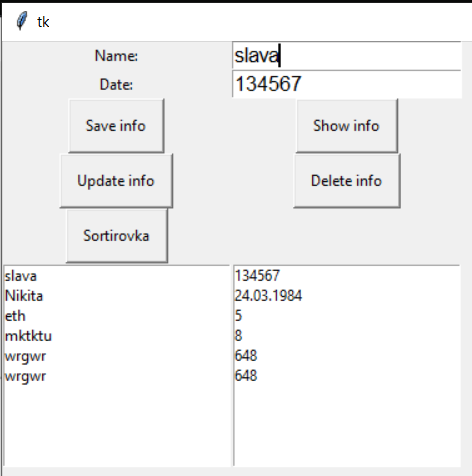 tk
Name: slava
Date: 134567
Save info Show info
Update info Delete info
Sortirovka
slava 134567
Nikita 24.03.1984
eth 5
mktktu 8
wrgwr 648
wrgwr 648